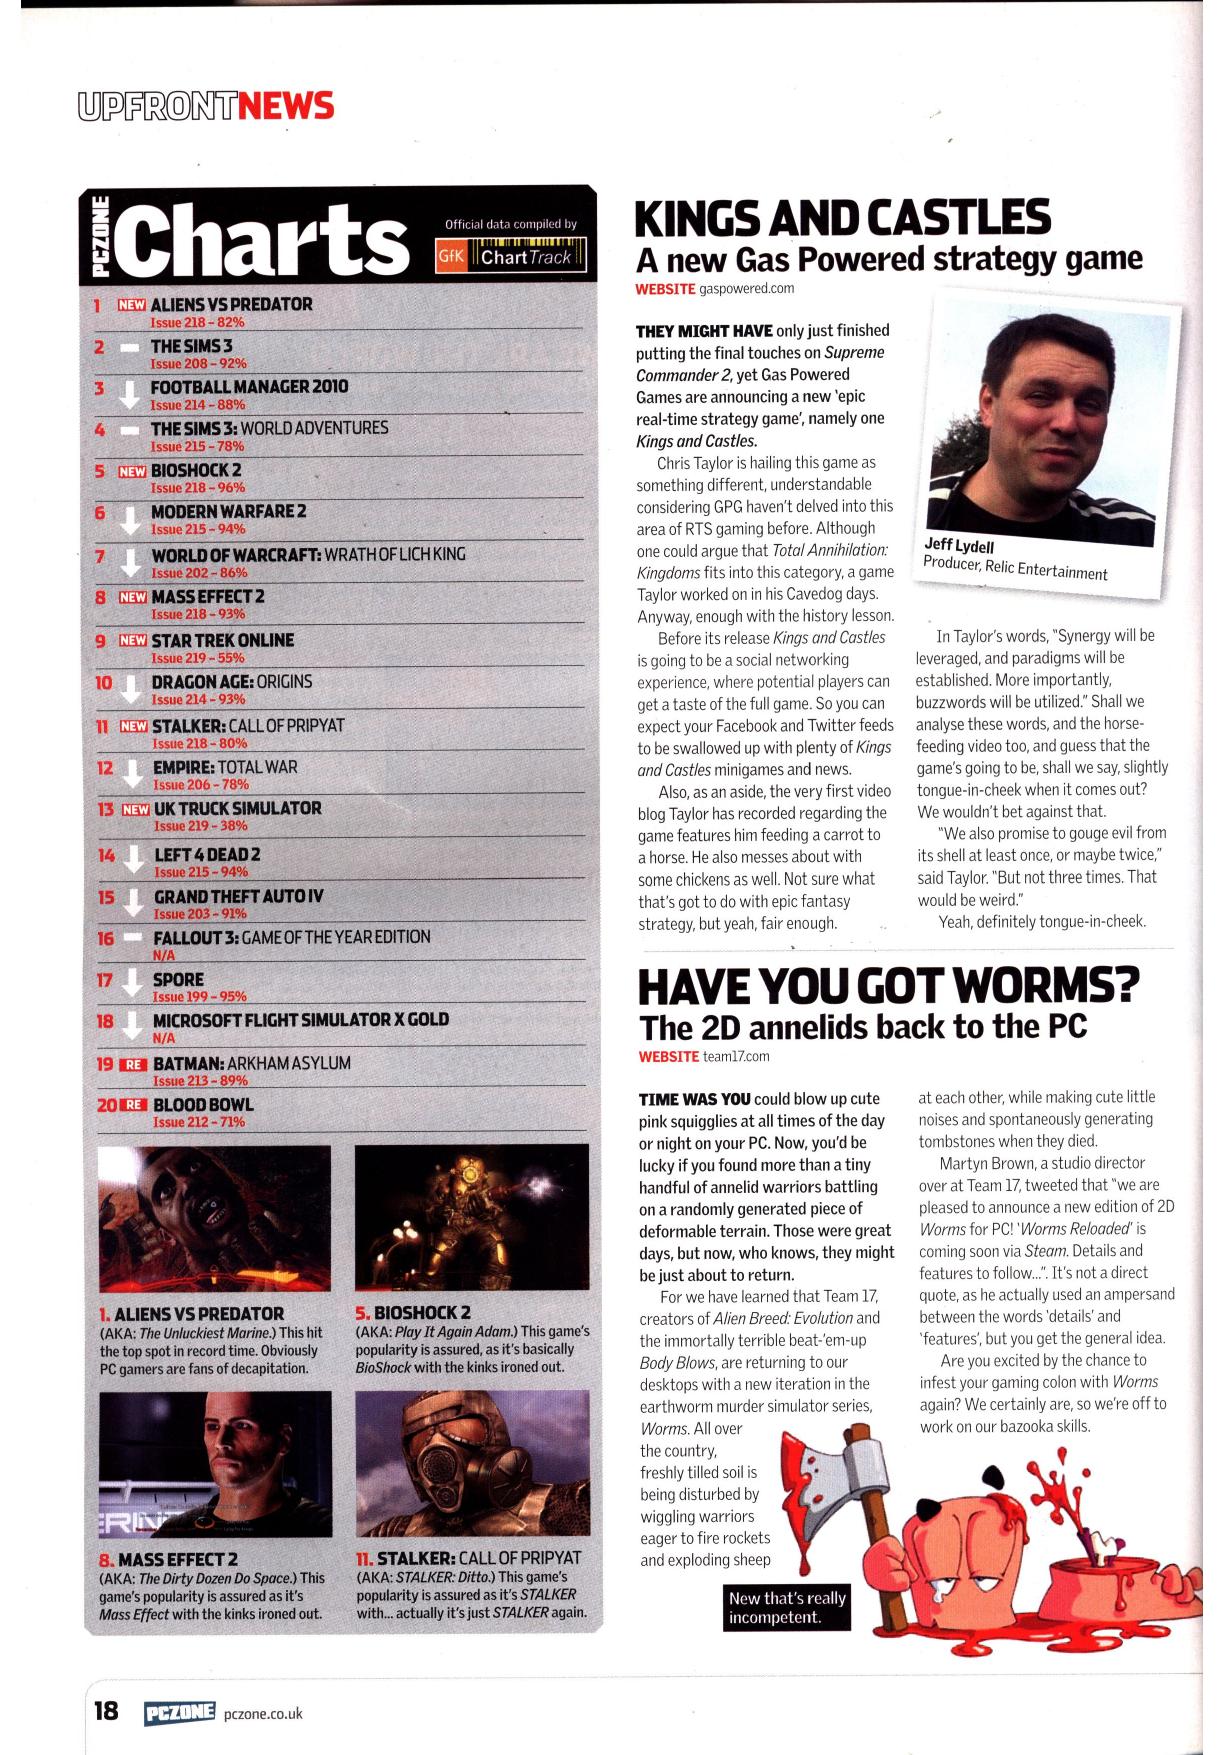 UPFRONTNEWS
PCZONE Charts
Official data compiled by
GfK ChartTrack
1 NEW ALIENS VS PREDATOR
Issue 218 – 82%
2 THE SIMS 3
Issue 208 – 92%
3 FOOTBALL MANAGER 2010
Issue 214 – 88%
4 THE SIMS 3: WORLD ADVENTURES
Issue 215 – 78%
5 NEW BIOSHOCK 2
Issue 218 – 96%
6 MODERN WARFARE 2
Issue 215 – 94%
7 WORLD OF WARCRAFT: WRATH OF LICH KING
Issue 202 – 86%
8 NEW MASS EFFECT 2
Issue 218 – 93%
9 NEW STAR TREK ONLINE
Issue 219 – 55%
10 DRAGON AGE: ORIGINS
Issue 214 – 93%
11 NEW STALKER: CALL OF PRIPYAT
Issue 218 – 80%
12 EMPIRE: TOTAL WAR
Issue 206 – 78%
13 NEW UK TRUCK SIMULATOR
Issue 219 – 38%
14 LEFT 4 DEAD 2
Issue 215 – 94%
15 GRAND THEFT AUTO IV
Issue 203 – 91%
16 FALLOUT 3: GAME OF THE YEAR EDITION
N/A
17 SPORE
Issue 199 – 95%
18 MICROSOFT FLIGHT SIMULATOR X GOLD
N/A
19 RE BATMAN: ARKHAM ASYLUM
Issue 213 – 89%
20 RE BLOOD BOWL
Issue 212 – 71%
1. ALIENS VS PREDATOR
(AKA: The Unluckiest Marine.) This hit
the top spot in record time. Obviously
PC gamers are fans of decapitation.
5. BIOSHOCK 2
(AKA: Play It Again Adam.) This game's
popularity is assured, as it's basically
BioShock with the kinks ironed out.
8. MASS EFFECT 2
(AKA: The Dirty Dozen Do Space.) This
game's popularity is assured as it's
Mass Effect with the kinks ironed out.
11. STALKER: CALL OF PRIPYAT
(AKA: STALKER: Ditto.) This game's
popularity is assured as it's STALKER
with... actually it's just STALKER again.
KINGS AND CASTLES
A new Gas Powered strategy game
WEBSITE gaspowered.com
THEY MIGHT HAVE only just finished
putting the final touches on Supreme
Commander 2, yet Gas Powered
Games are announcing a new 'epic
real-time strategy game', namely one
Kings and Castles.
Chris Taylor is hailing this game as
something different, understandable
considering GPG haven't delved into this
area of RTS gaming before. Although
one could argue that Total Annihilation:
Kingdoms fits into this category, a game
Taylor worked on in his Cavedog days.
Anyway, enough with the history lesson.
Before its release Kings and Castles
is going to be a social networking
experience, where potential players can
get a taste of the full game. So you can
expect your Facebook and Twitter feeds
to be swallowed up with plenty of Kings
and Castles minigames and news.
Also, as an aside, the very first video
blog Taylor has recorded regarding the
game features him feeding a carrot to
a horse. He also messes about with
some chickens as well. Not sure what
that's got to do with epic fantasy
strategy, but yeah, fair enough.
Jeff Lydell
Producer, Relic Entertainment
In Taylor's words, "Synergy will be
leveraged, and paradigms will be
established. More importantly,
buzzwords will be utilized." Shall we
analyse these words, and the horse-
feeding video too, and guess that the
game's going to be, shall we say, slightly
tongue-in-cheek when it comes out?
We wouldn't bet against that.
"We also promise to gouge evil from
its shell at least once, or maybe twice,"
said Taylor. "But not three times. That
would be weird."
Yeah, definitely tongue-in-cheek.
HAVE YOU GOT WORMS?
The 2D annelids back to the PC
WEBSITE team17.com
TIME WAS YOU could blow up cute
pink squigglies at all times of the day
or night on your PC. Now, you'd be
lucky if you found more than a tiny
handful of annelid warriors battling
on a randomly generated piece of
deformable terrain. Those were great
days, but now, who knows, they might
be just about to return.
For we have learned that Team 17,
creators of Alien Breed: Evolution and
the immortally terrible beat-'em-up
Body Blows, are returning to our
desktops with a new iteration in the
earthworm murder simulator series,
Worms. All over
the country,
freshly tilled soil is
being disturbed by
wiggling warriors
eager to fire rockets
and exploding sheep
at each other, while making cute little
noises and spontaneously generating
tombstones when they died.
Martyn Brown, a studio director
over at Team 17, tweeted that "we are
pleased to announce a new edition of 2D
Worms for PC! 'Worms Reloaded' is
coming soon via Steam. Details and
features to follow...". It's not a direct
quote, as he actually used an ampersand
between the words 'details' and
'features', but you get the general idea.
Are you excited by the chance to
infest your gaming colon with Worms
again? We certainly are, so we're off to
work on our bazooka skills.
New that's really
incompetent.
18 PCZONE pczone.co.uk